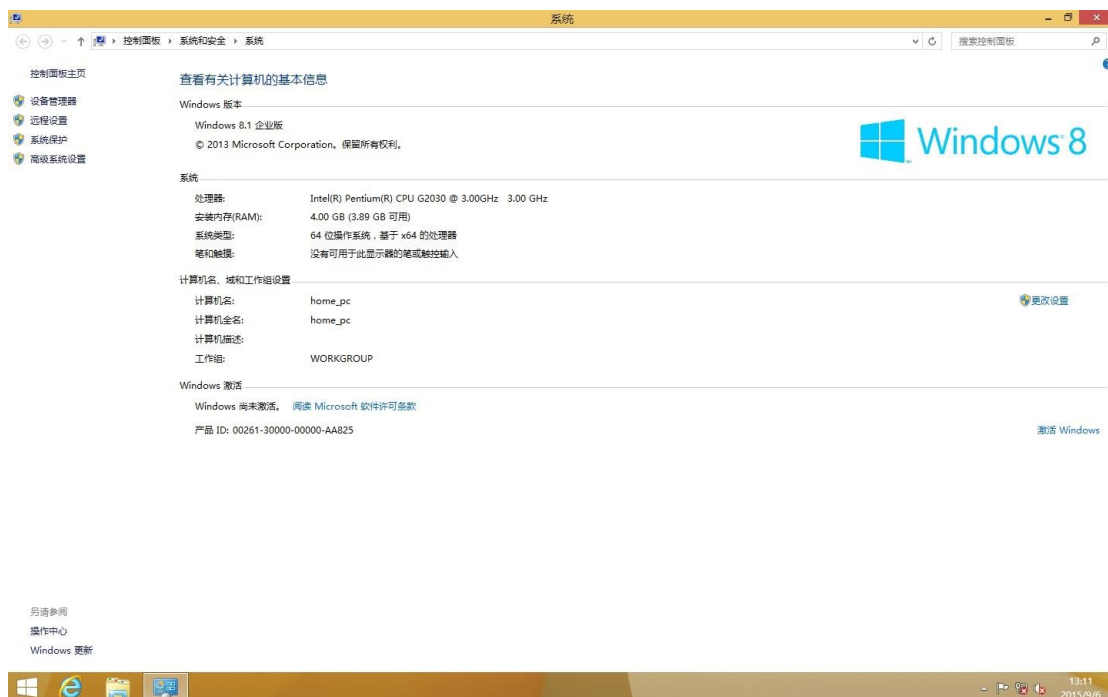 系统
控制面板 系统和安全 系统
搜索控制面板
控制面板主页
设备管理器
远程设置
系统保护
高级系统设置
查看有关计算机的基本信息
Windows 版本
Windows 8.1 企业版
© 2013 Microsoft Corporation。保留所有权利。
Windows 8
系统
处理器: Intel(R) Pentium(R) CPU G2030 @ 3.00GHz 3.00 GHz
安装内存(RAM): 4.00 GB (3.89 GB 可用)
系统类型: 64 位操作系统，基于 x64 的处理器
笔和触摸: 没有可用于此显示器的笔或触控输入
计算机名、域和工作组设置
计算机名: home_pc
更改设置
计算机全名: home_pc
计算机描述:
工作组: WORKGROUP
Windows 激活
Windows 尚未激活。 阅读 Microsoft 软件许可条款
产品 ID: 00261-30000-00000-AA825
激活 Windows
另请参阅
操作中心
Windows 更新
13:11
2015/9/6